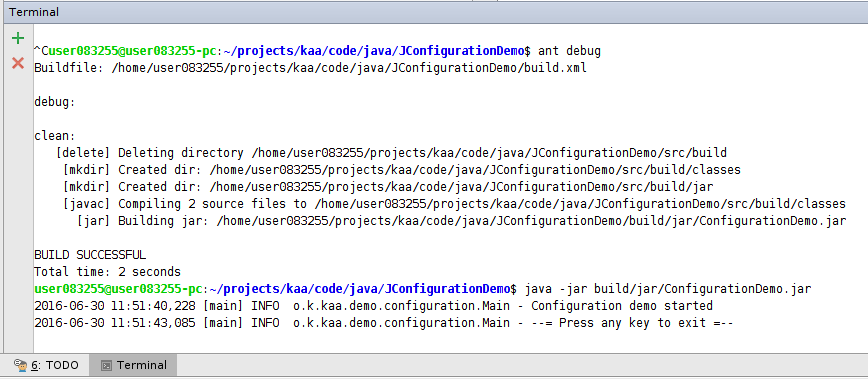 Terminal
^Cuser083255@user083255-pc:~/projects/kaa/code/java/JConfigurationDemo$ ant debug
Buildfile: /home/user083255/projects/kaa/code/java/JConfigurationDemo/build.xml
debug:
clean:
[delete] Deleting directory /home/user083255/projects/kaa/code/java/JConfigurationDemo/src/build
[mkdir] Created dir: /home/user083255/projects/kaa/code/java/JConfigurationDemo/src/build/classes
[mkdir] Created dir: /home/user083255/projects/kaa/code/java/JConfigurationDemo/src/build/jar
[javac] Compiling 2 source files to /home/user083255/projects/kaa/code/java/JConfigurationDemo/src/build/classes
[jar] Building jar: /home/user083255/projects/kaa/code/java/JConfigurationDemo/build/jar/ConfigurationDemo.jar
BUILD SUCCESSFUL
Total time: 2 seconds
user083255@user083255-pc:~/projects/kaa/code/java/JConfigurationDemo$ java -jar build/jar/ConfigurationDemo.jar
2016-06-30 11:51:40,228 [main] INFO  o.k.kaa.demo.configuration.Main - Configuration demo started
2016-06-30 11:51:43,085 [main] INFO  o.k.kaa.demo.configuration.Main - --= Press any key to exit =--
6: TODO Terminal